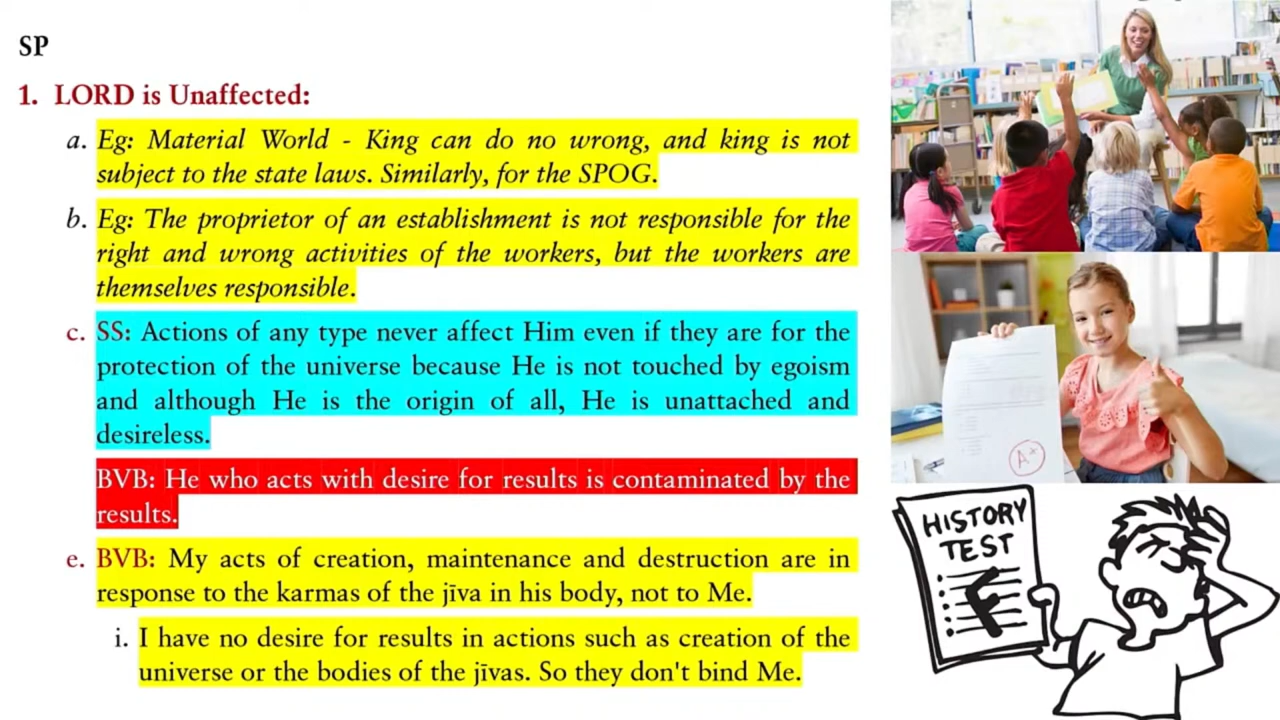 SP
1. LORD is Unaffected:
a. Eg: Material World - King can do no wrong, and king is not
subject to the state laws. Similarly, for the SPOG.
b. Eg: The proprietor of an establishment is not responsible for the
right and wrong activities of the workers, but the workers are
themselves responsible.
c. SS: Actions of any type never affect Him even if they are for the
protection of the universe because He is not touched by egoism
and although He is the origin of all, He is unattached and
desireless.
BVB: He who acts with desire for results is contaminated by the
results.
e. BVB: My acts of creation, maintenance and destruction are in
response to the karmas of the jīva in his body, not to Me.
i. I have no desire for results in actions such as creation of the
universe or the bodies of the jīvas. So they don't bind Me.
A+
HISTORY
TEST
F